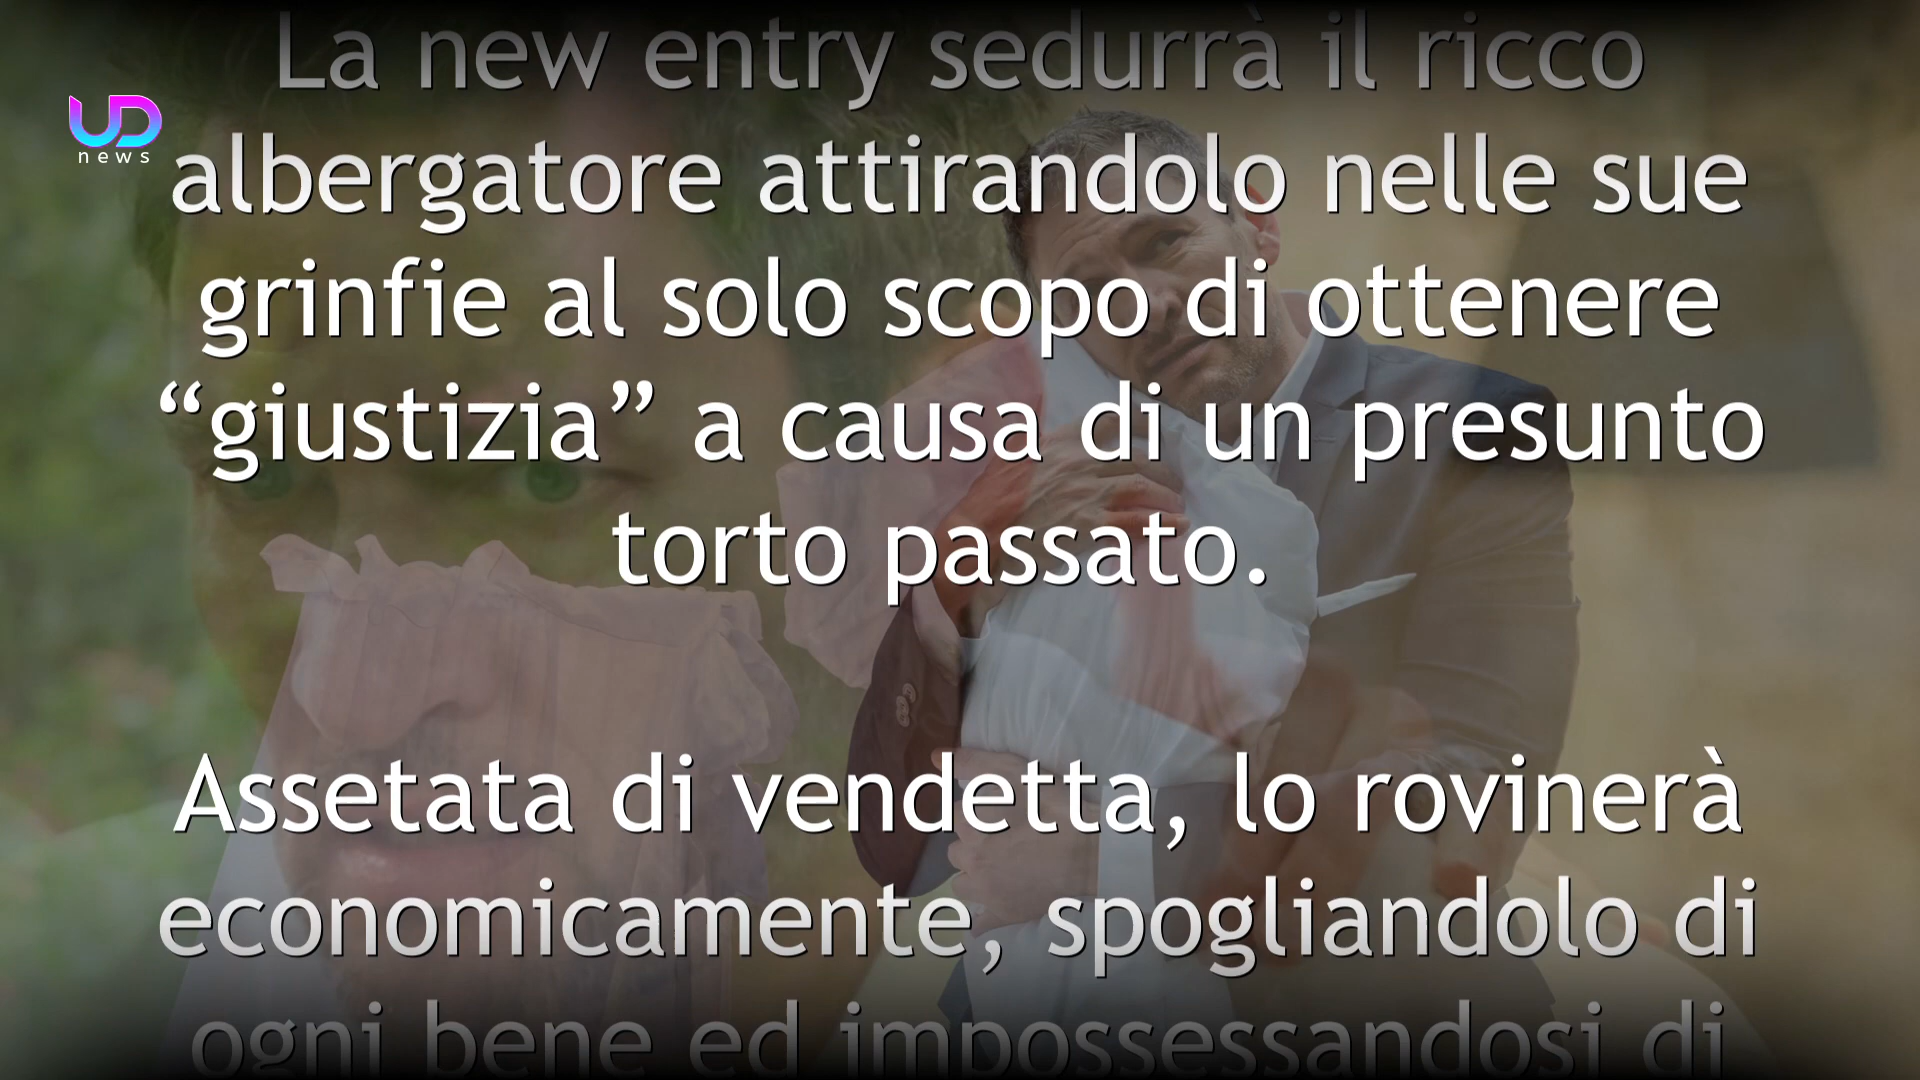 La new entry sedurrà il ricco
UD
news
albergatore attirandolo nelle sue
grinfie al solo scopo di ottenere
“giustizia” a causa di un presunto
torto passato.
Assetata di vendetta, lo rovinerà
economicamente, spogliandolo di
ogni bene ed impossessandosi di